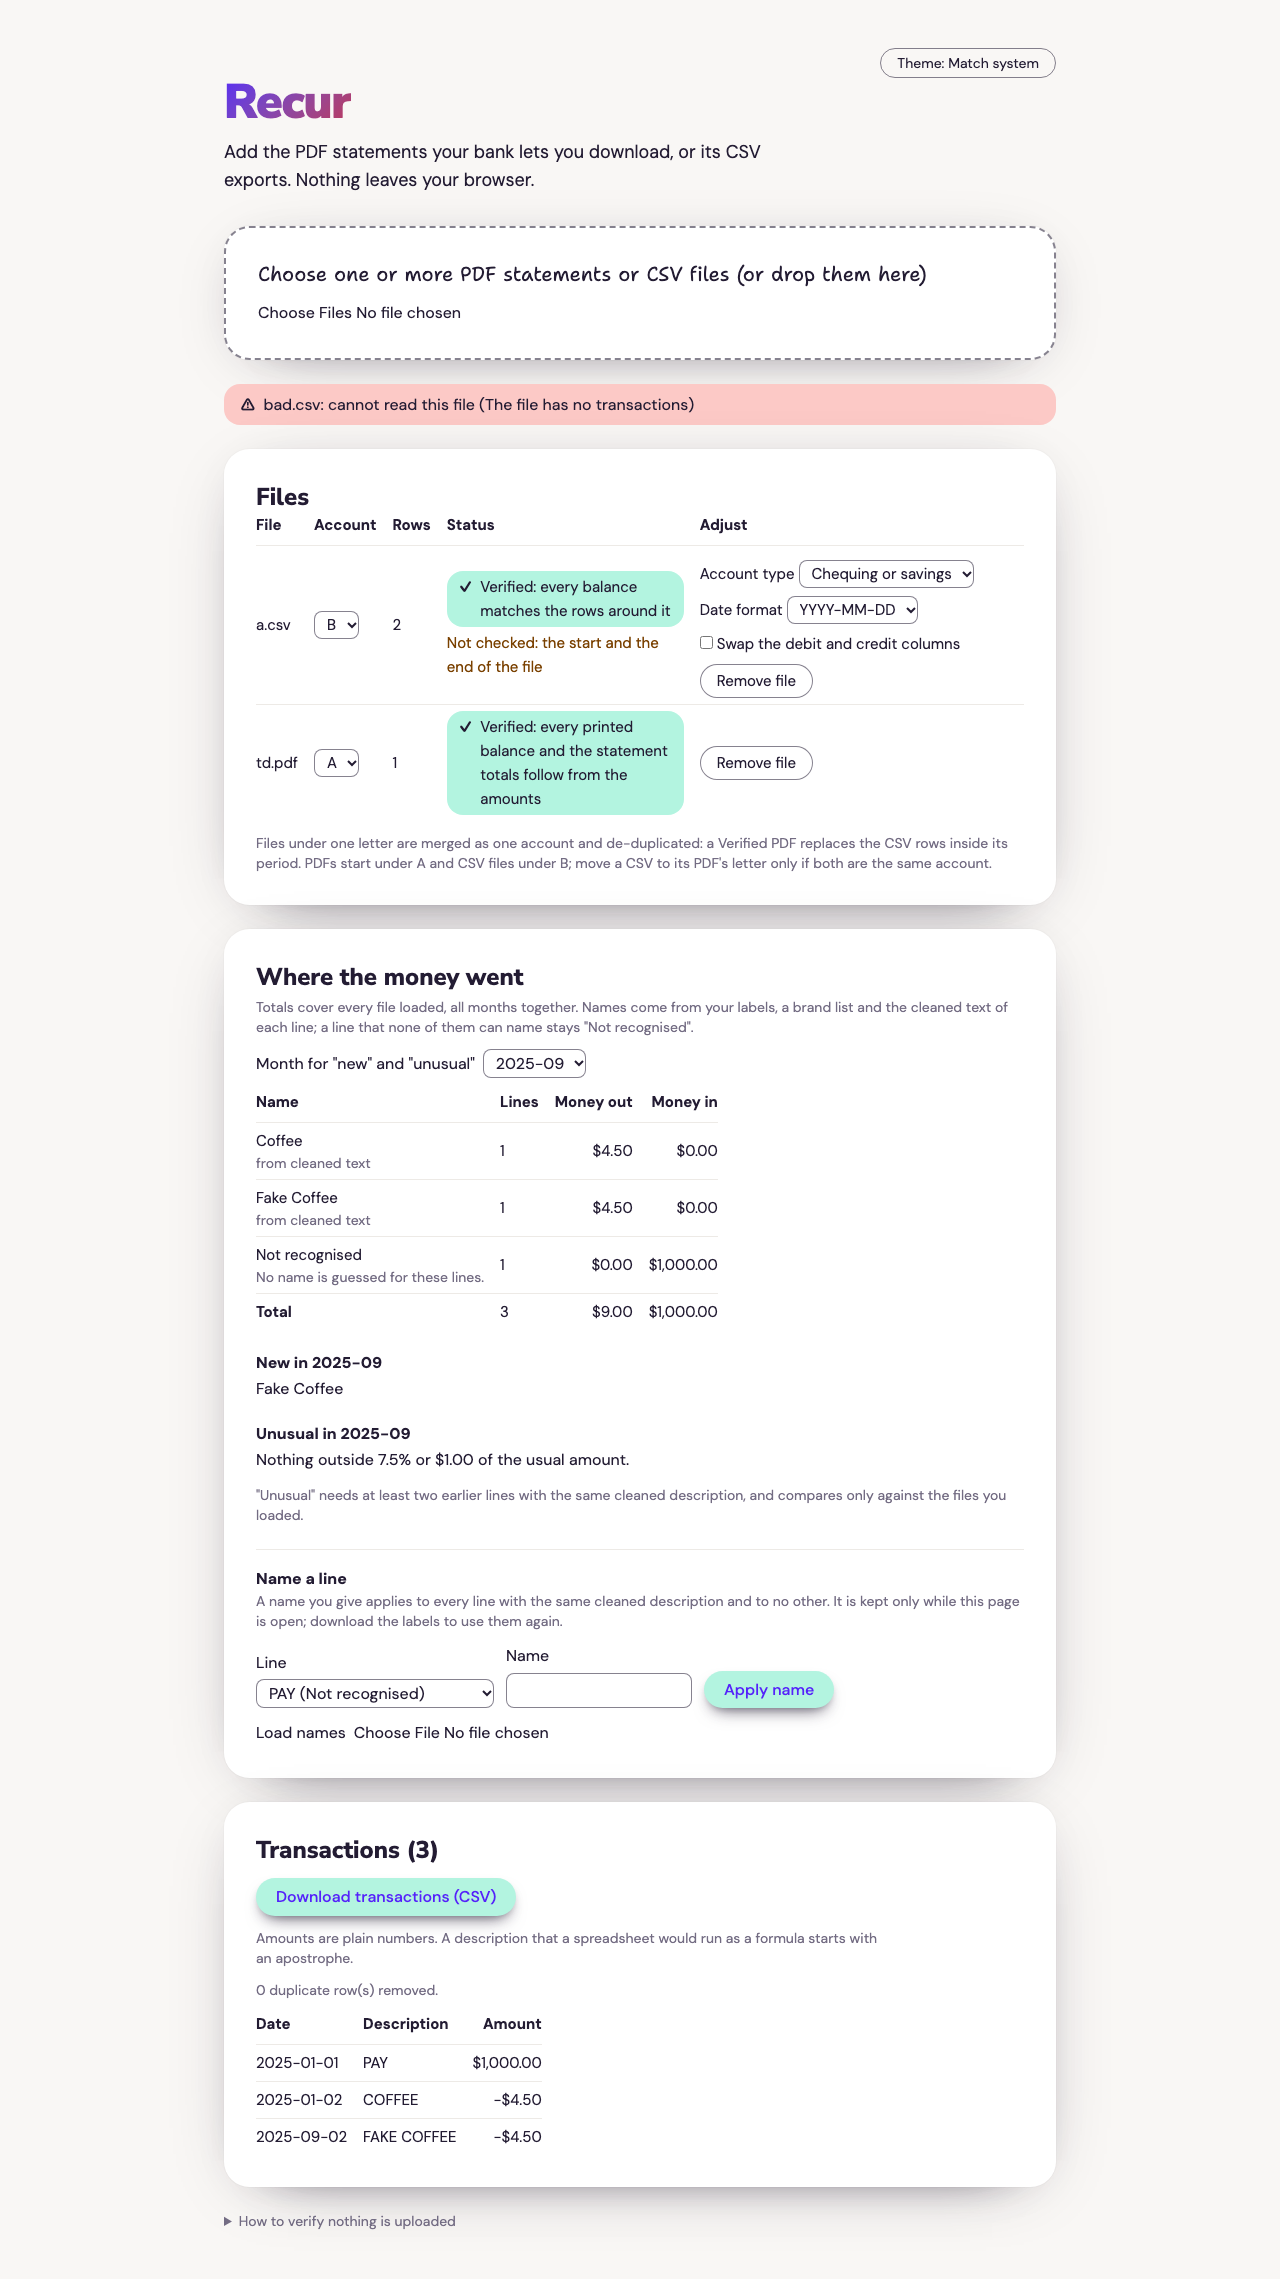 Theme: Match system
Recur
Add the PDF statements your bank lets you download, or its CSV
exports. Nothing leaves your browser.
Choose one or more PDF statements or CSV files (or drop them here)
Choose Files No file chosen
bad.csv: cannot read this file (The file has no transactions)
Files
File Account Rows Status Adjust
a.csv B 2
✔ Verified: every balance
matches the rows around it
Not checked: the start and the
end of the file
Account type Chequing or savings
Date format YYYY-MM-DD
Swap the debit and credit columns
Remove file
td.pdf A 1
✔ Verified: every printed
balance and the statement
totals follow from the
amounts
Remove file
Files under one letter are merged as one account and de-duplicated: a Verified PDF replaces the CSV rows inside its
period. PDFs start under A and CSV files under B; move a CSV to its PDF's letter only if both are the same account.
Where the money went
Totals cover every file loaded, all months together. Names come from your labels, a brand list and the cleaned text of
each line; a line that none of them can name stays "Not recognised".
Month for "new" and "unusual" 2025-09
Name Lines Money out Money in
Coffee
from cleaned text
1 $4.50 $0.00
Fake Coffee
from cleaned text
1 $4.50 $0.00
Not recognised
No name is guessed for these lines.
1 $0.00 $1,000.00
Total 3 $9.00 $1,000.00
New in 2025-09
Fake Coffee
Unusual in 2025-09
Nothing outside 7.5% or $1.00 of the usual amount.
"Unusual" needs at least two earlier lines with the same cleaned description, and compares only against the files you
loaded.
Name a line
A name you give applies to every line with the same cleaned description and to no other. It is kept only while this page
is open; download the labels to use them again.
Line
PAY (Not recognised)
Name
Apply name
Load names Choose File No file chosen
Transactions (3)
Download transactions (CSV)
Amounts are plain numbers. A description that a spreadsheet would run as a formula starts with
an apostrophe.
0 duplicate row(s) removed.
Date Description Amount
2025-01-01 PAY $1,000.00
2025-01-02 COFFEE -$4.50
2025-09-02 FAKE COFFEE -$4.50
How to verify nothing is uploaded